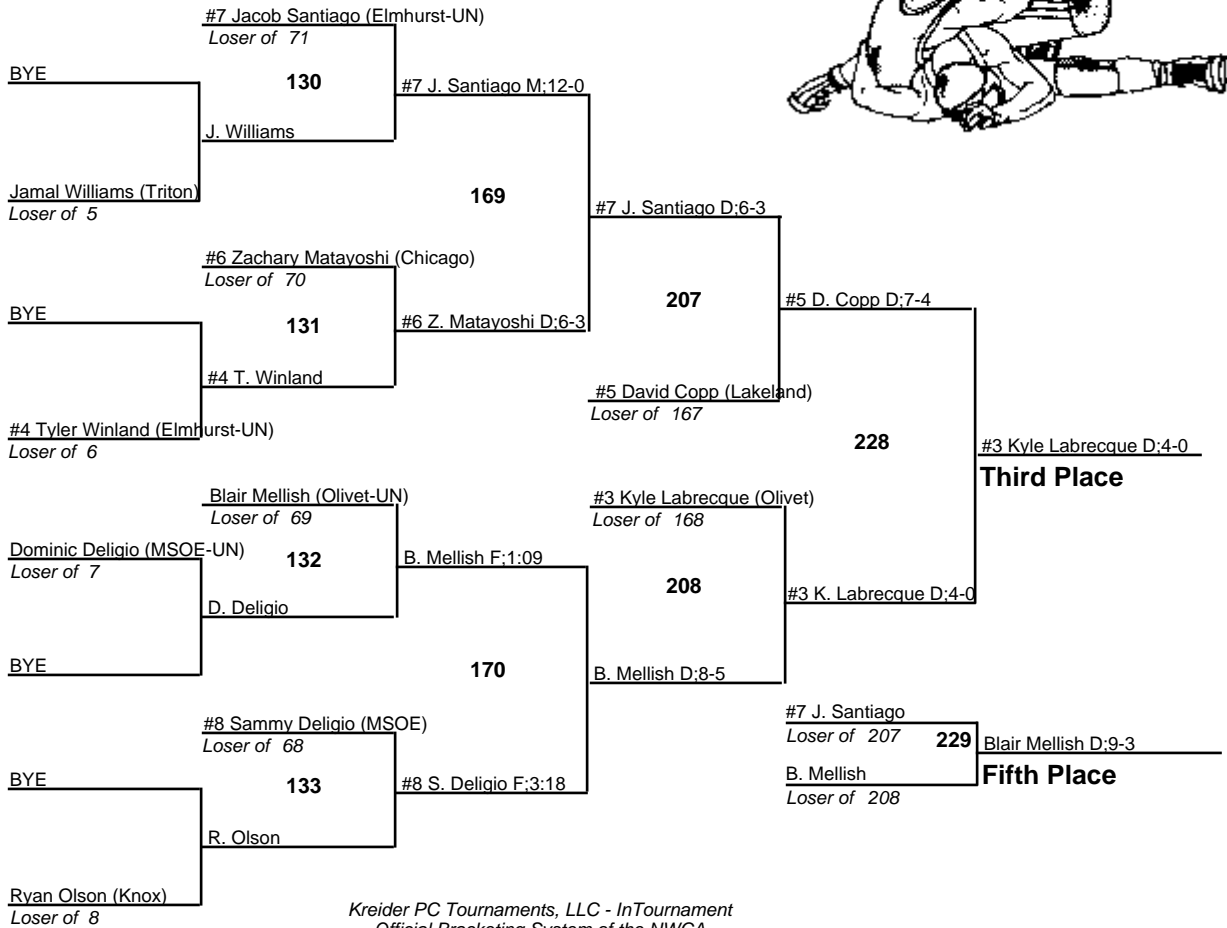 #7 Jacob Santiago (Elmhurst-UN)
Loser of 71
BYE
130
#7 J. Santiago M;12-0
J. Williams
Jamal Williams (Triton)
Loser of 5
169
#7 J. Santiago D;6-3
#6 Zachary Matayoshi (Chicago)
Loser of 70
BYE
131
#6 Z. Matayoshi D;6-3
207
#5 D. Copp D;7-4
#4 T. Winland
#5 David Copp (Lakeland)
Loser of 167
#4 Tyler Winland (Elmhurst-UN)
Loser of 6
228
#3 Kyle Labrecque D;4-0
Third Place
Blair Mellish (Olivet-UN)
Loser of 69
#3 Kyle Labrecque (Olivet)
Loser of 168
Dominic Deligio (MSOE-UN)
Loser of 7
132
B. Mellish F;1:09
208
D. Deligio
#3 K. Labrecque D;4-0
BYE
170
B. Mellish D;8-5
#8 Sammy Deligio (MSOE)
Loser of 68
#7 J. Santiago
Loser of 207
229
Blair Mellish D;9-3
Fifth Place
BYE
133
#8 S. Deligio F;3:18
B. Mellish
Loser of 208
R. Olson
Ryan Olson (Knox)
Loser of 8
Kreider PC Tournaments, LLC - InTournament
Official Bracketing System of the NWCA